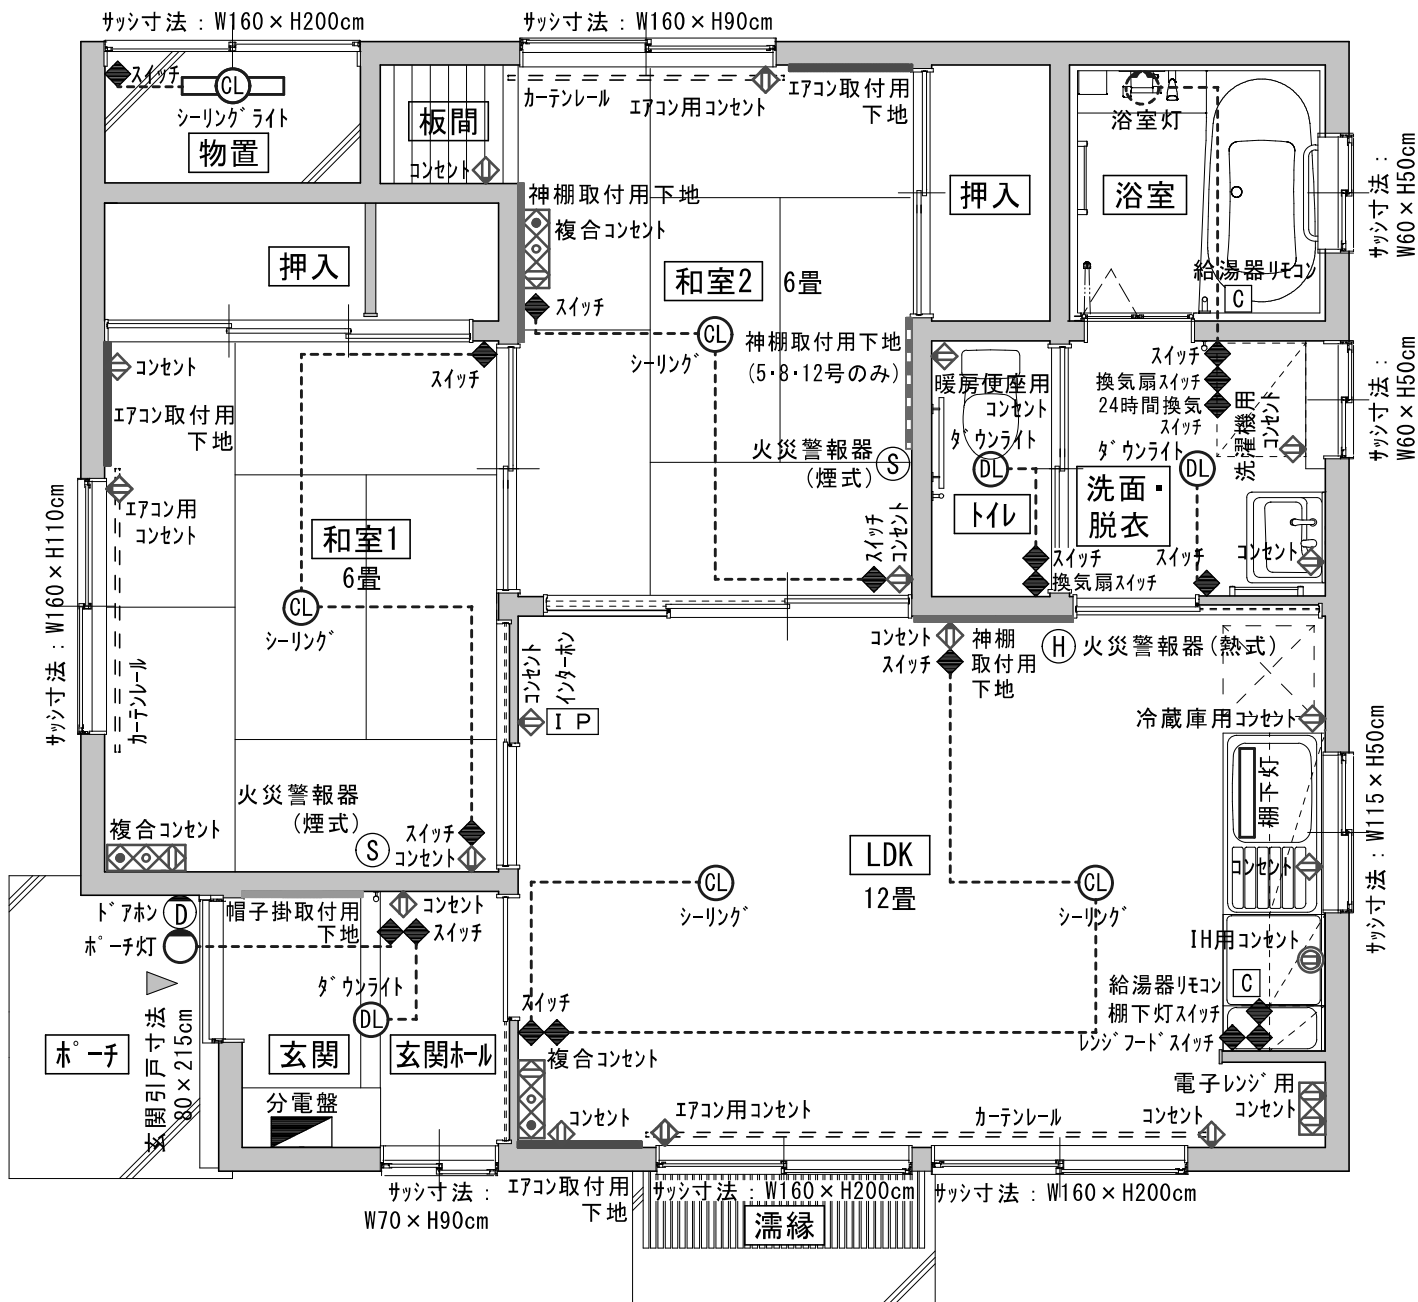 サッシ寸法：W160×H200cm
サッシ寸法：W160×H90cm
スイッチ
CL
シーリングライト
物置
板間
コンセント
カーテンレール
エアコン用コンセント
エアコン取付用
下地
押入
浴室灯
浴室
サッシ寸法：
W60×H50cm
給湯器リモコン
C
神棚取付用下地
複合コンセント
和室2
6畳
スイッチ
CL
シーリング
神棚取付用下地
(5・8・12号のみ)
火災警報器
(煙式)
S
スイッチ
コンセント
押入
コンセント
スイッチ
エアコン取付用
下地
エアコン用
コンセント
和室1
6畳
CL
シーリング
サッシ寸法：W160×H110cm
カーテンレール
火災警報器
(煙式)
S
スイッチ
コンセント
複合コンセント
暖房便座用
コンセント
ダウンライト
DL
トイレ
スイッチ
換気扇スイッチ
スイッチ
換気扇スイッチ
24時間換気
スイッチ
ダウンライト
DL
洗濯機用
コンセント
洗面・
脱衣
スイッチ
コンセント
サッシ寸法：
W60×H50cm
コンセント
インターホン
IP
コンセント
スイッチ
神棚
取付用
下地
H
火災警報器(熱式)
冷蔵庫用コンセント
棚下灯
コンセント
サッシ寸法：W115×H50cm
LDK
12畳
CL
シーリング
CL
シーリング
IH用コンセント
給湯器リモコン
C
棚下灯スイッチ
レンジフードスイッチ
電子レンジ用
コンセント
スイッチ
複合コンセント
コンセント
エアコン用コンセント
カーテンレール
コンセント
ドアホン
D
ポーチ灯
帽子掛取付用
下地
コンセント
スイッチ
ダウンライト
DL
玄関
玄関ホール
分電盤
ポーチ
玄関引戸寸法
80×215cm
サッシ寸法：
W70×H90cm
エアコン取付用
下地
サッシ寸法：W160×H200cm
サッシ寸法：W160×H200cm
濡縁